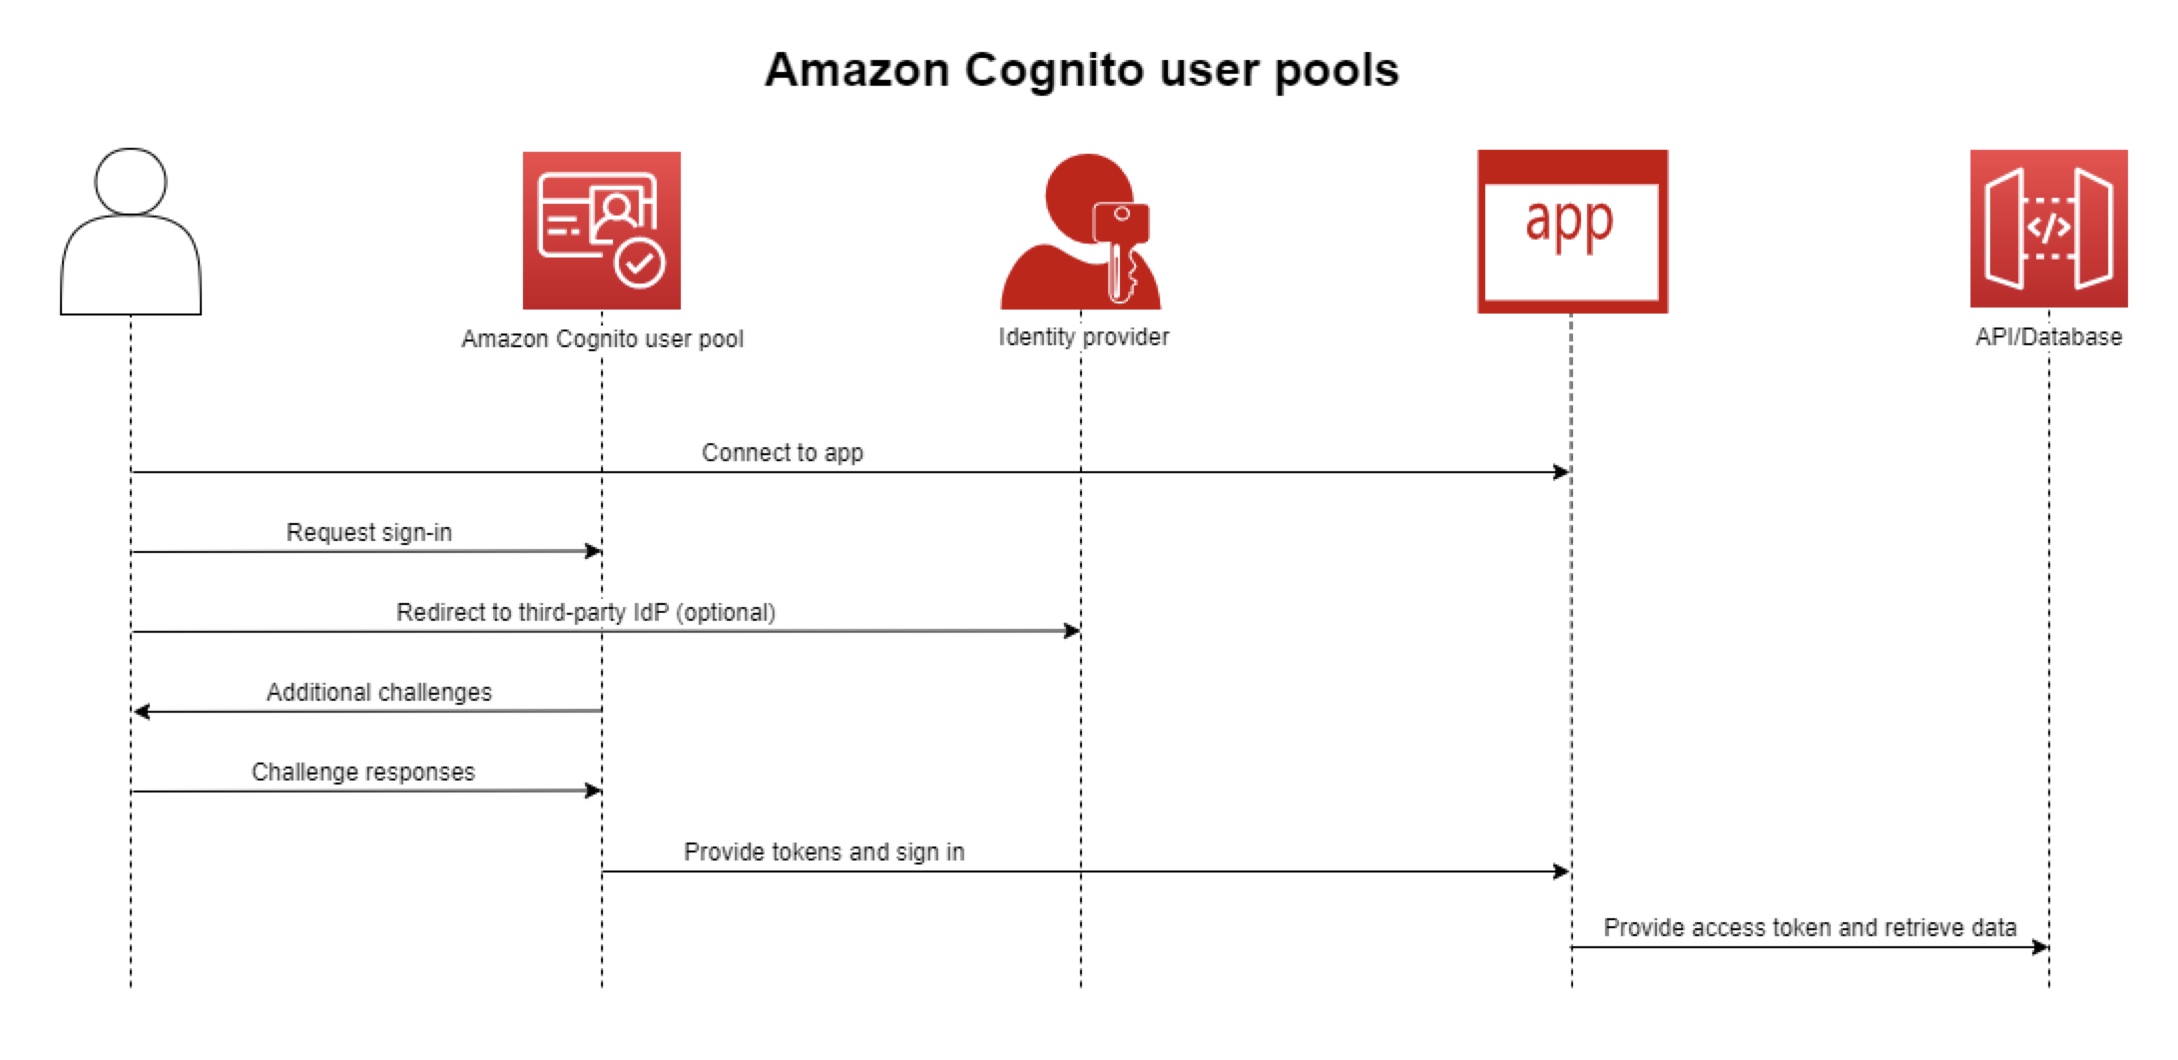 Amazon Cognito user pools
app
</>
Amazon Cognito user pool
Identity provider
API/Database
Connect to app
Request sign-in
Redirect to third-party IdP (optional)
Additional challenges
Challenge responses
Provide tokens and sign in
Provide access token and retrieve data